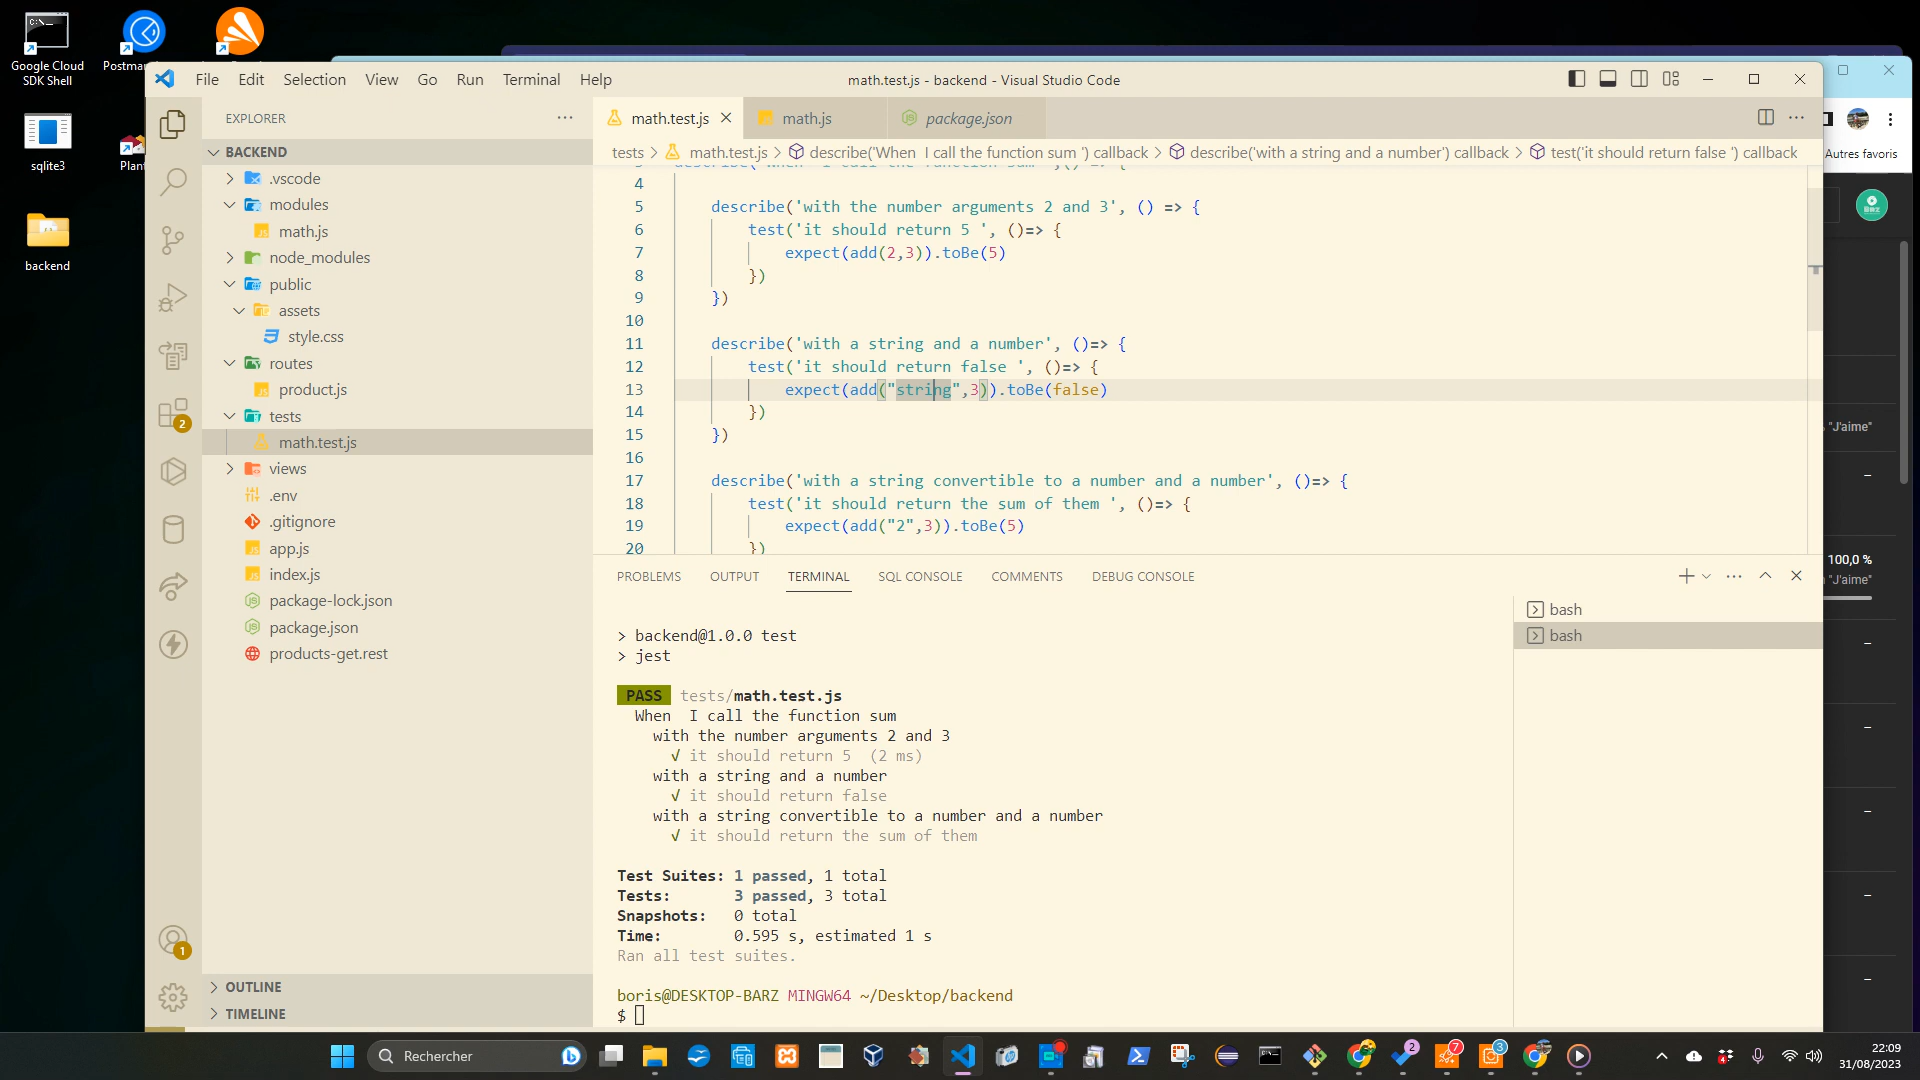 Google Cloud
SDK Shell
Postman
sqlite3
Plant
backend
File Edit Selection View Go Run Terminal Help
math.test.js - backend - Visual Studio Code
EXPLORER
BACKEND
.vscode
modules
math.js
node_modules
public
assets
style.css
routes
product.js
tests
math.test.js
views
.env
.gitignore
app.js
index.js
package-lock.json
package.json
products-get.rest
OUTLINE
TIMELINE
2
1
math.test.js math.js package.json
tests > math.test.js > describe('When  I call the function sum ') callback > describe('with a string and a number') callback > test('it should return false ') callback
4
5 describe('with the number arguments 2 and 3', () => {
6 test('it should return 5 ', ()=> {
7 expect(add(2,3)).toBe(5)
8 })
9 })
10
11 describe('with a string and a number', ()=> {
12 test('it should return false ', ()=> {
13 expect(add("string",3)).toBe(false)
14 })
15 })
16
17 describe('with a string convertible to a number and a number', ()=> {
18 test('it should return the sum of them ', ()=> {
19 expect(add("2",3)).toBe(5)
20 })
PROBLEMS OUTPUT TERMINAL SQL CONSOLE COMMENTS DEBUG CONSOLE
> backend@1.0.0 test
> jest
PASS tests/math.test.js
When  I call the function sum
with the number arguments 2 and 3
√ it should return 5  (2 ms)
with a string and a number
√ it should return false
with a string convertible to a number and a number
√ it should return the sum of them
Test Suites: 1 passed, 1 total
Tests: 3 passed, 3 total
Snapshots: 0 total
Time: 0.595 s, estimated 1 s
Ran all test suites.
boris@DESKTOP-BARZ MINGW64 ~/Desktop/backend
$
bash
bash
Autres favoris
"J'aime"
100,0 %
"J'aime"
Rechercher
2
7
3
22:09
31/08/2023